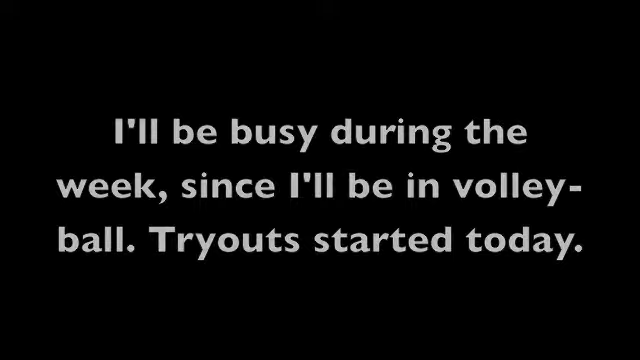 I'll be busy during the
week, since I'll be in volley-
ball. Tryouts started today.